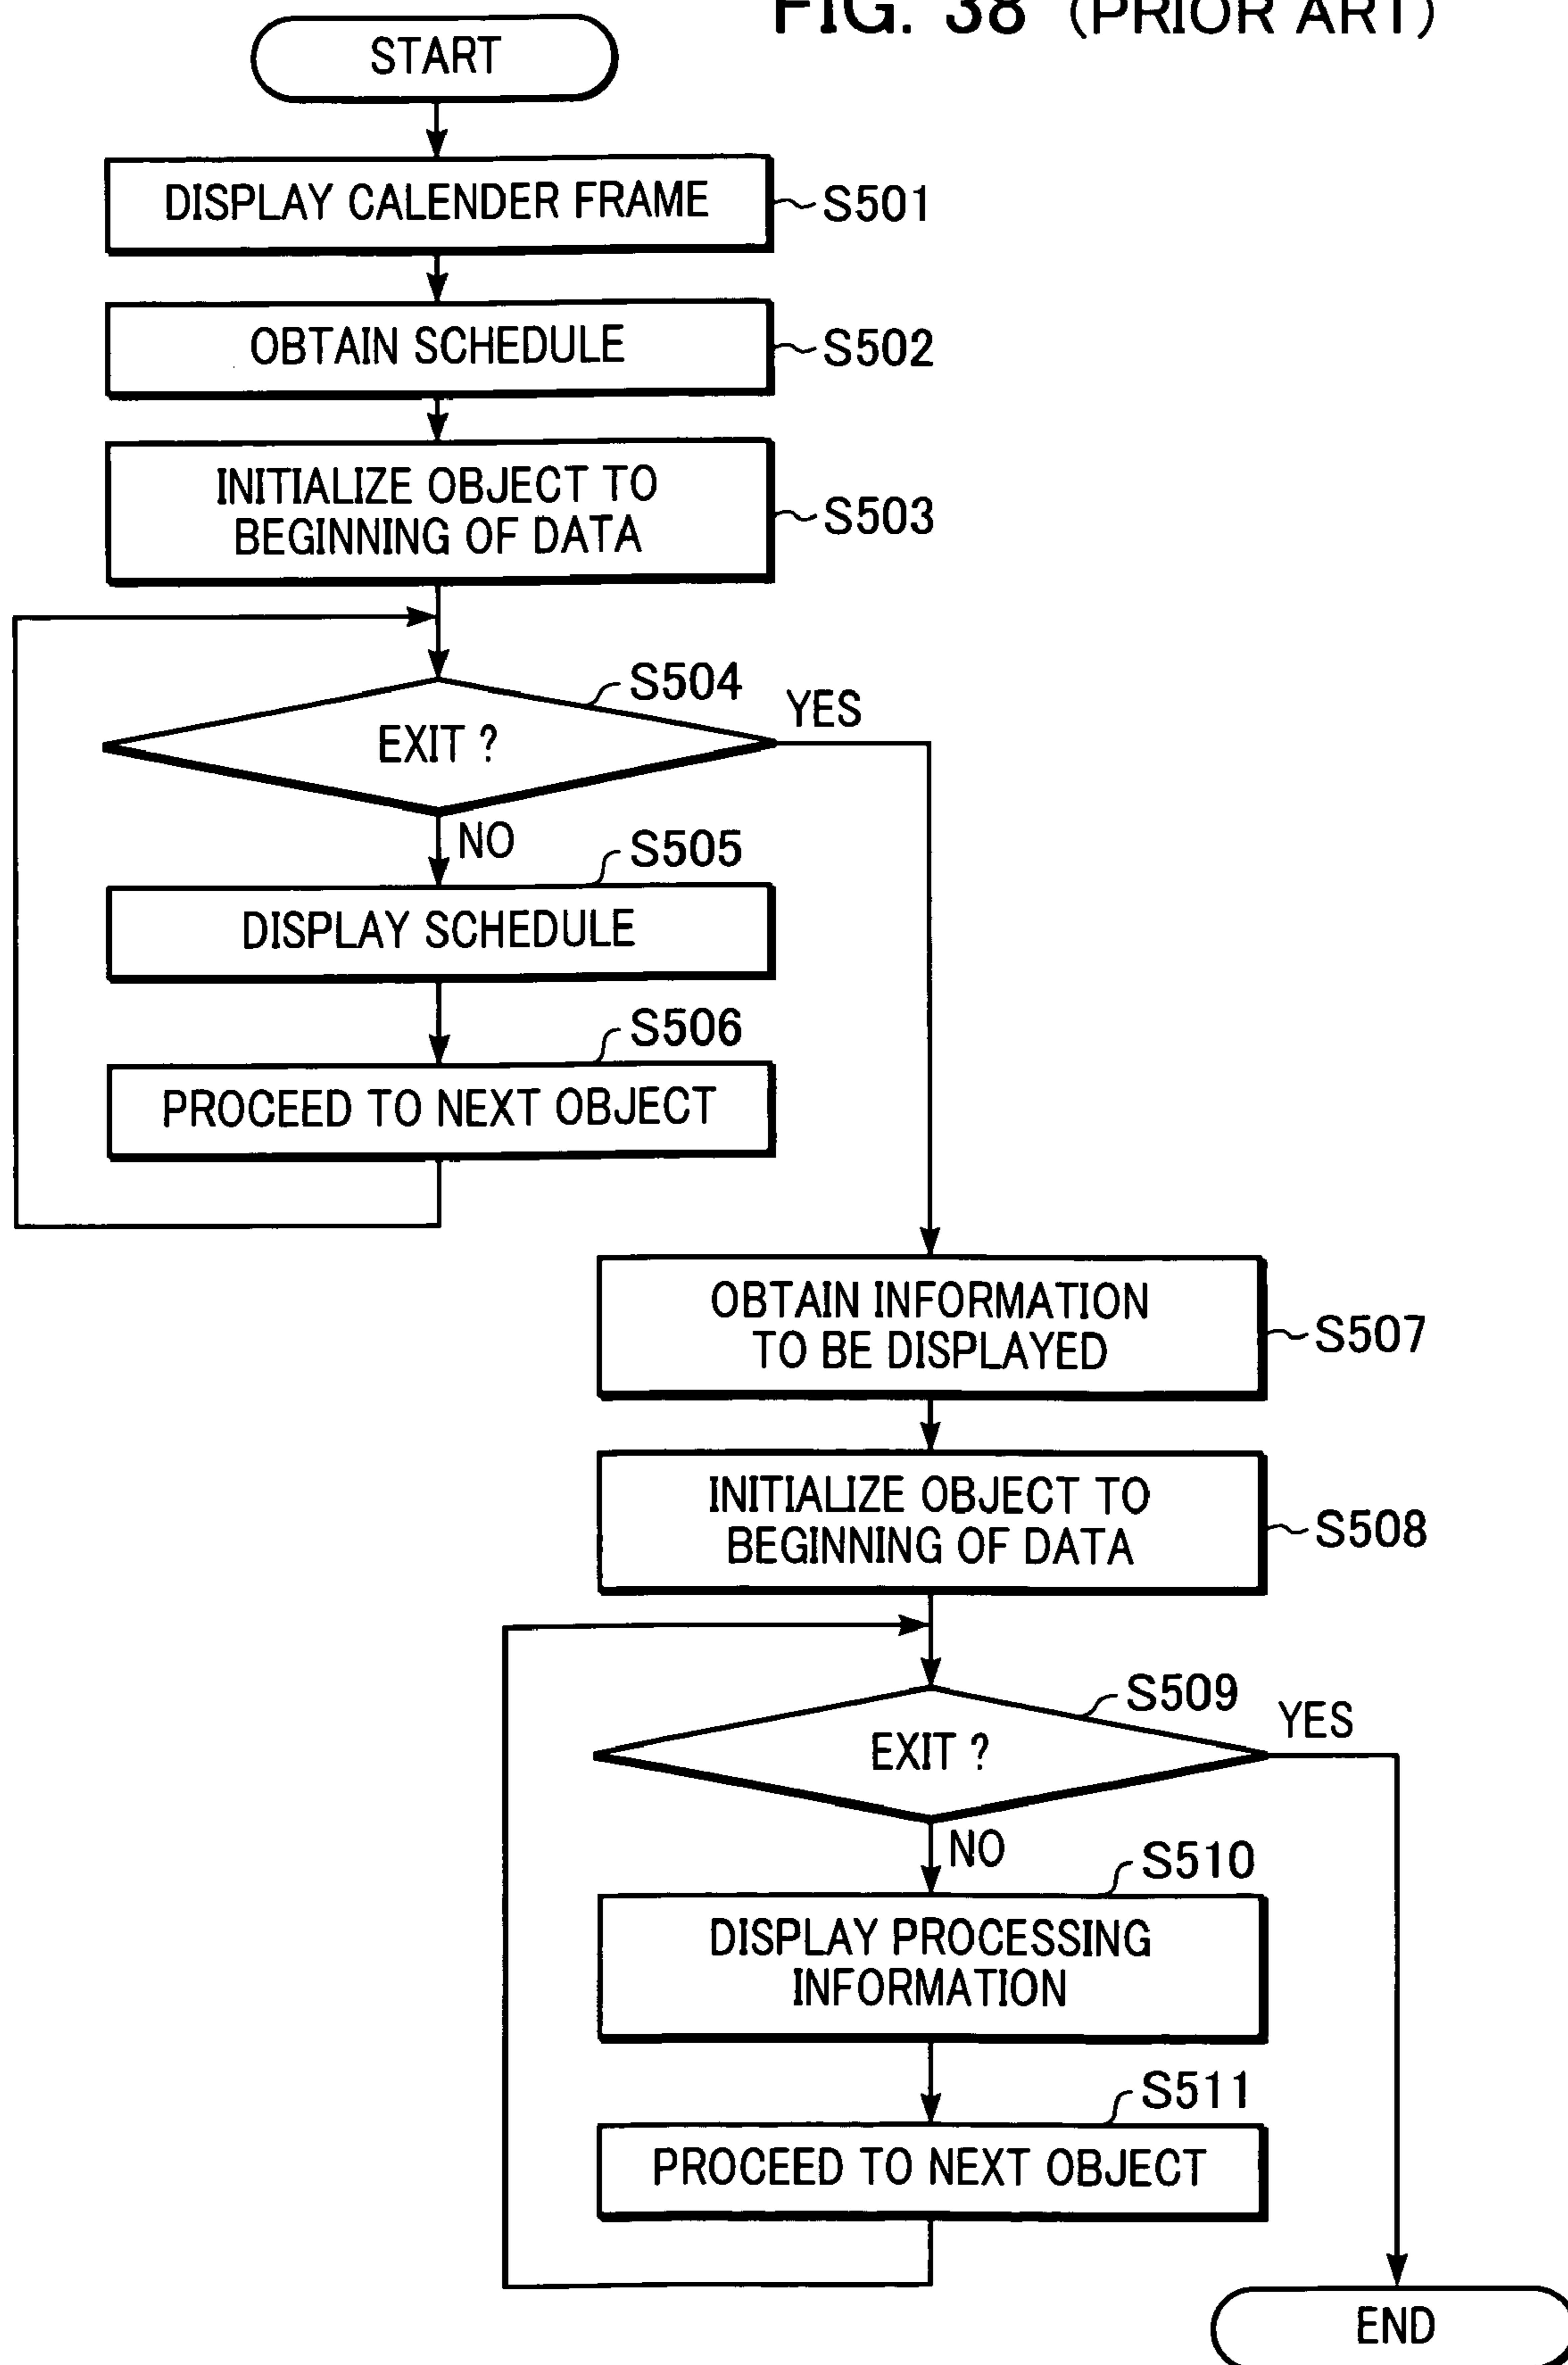 FIG. 38 (PRIOR ART)
START
DISPLAY CALENDER FRAME
S501
OBTAIN SCHEDULE
S502
INITIALIZE OBJECT TO
BEGINNING OF DATA
S503
S504
EXIT ?
YES
NO
S505
DISPLAY SCHEDULE
S506
PROCEED TO NEXT OBJECT
OBTAIN INFORMATION
TO BE DISPLAYED
S507
INITIALIZE OBJECT TO
BEGINNING OF DATA
S508
S509
EXIT ?
YES
NO
S510
DISPLAY PROCESSING
INFORMATION
S511
PROCEED TO NEXT OBJECT
END